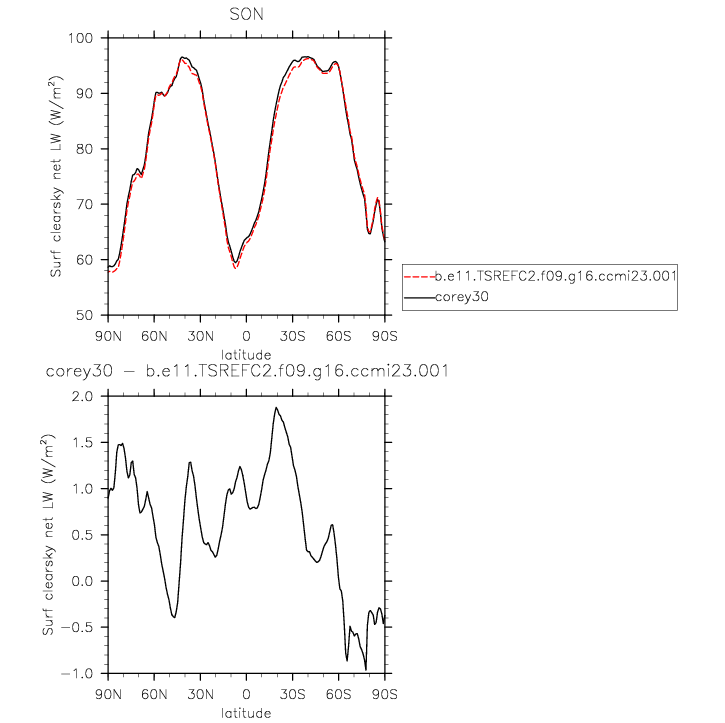 SON
Surf clearsky net LW (W/m²)
100
90
80
70
60
50
90N 60N 30N 0 30S 60S 90S
latitude
b.e11.TSREFC2.f09.g16.ccmi23.001
corey30
corey30 − b.e11.TSREFC2.f09.g16.ccmi23.001
Surf clearsky net LW (W/m²)
2.0
1.5
1.0
0.5
0.0
−0.5
−1.0
90N 60N 30N 0 30S 60S 90S
latitude